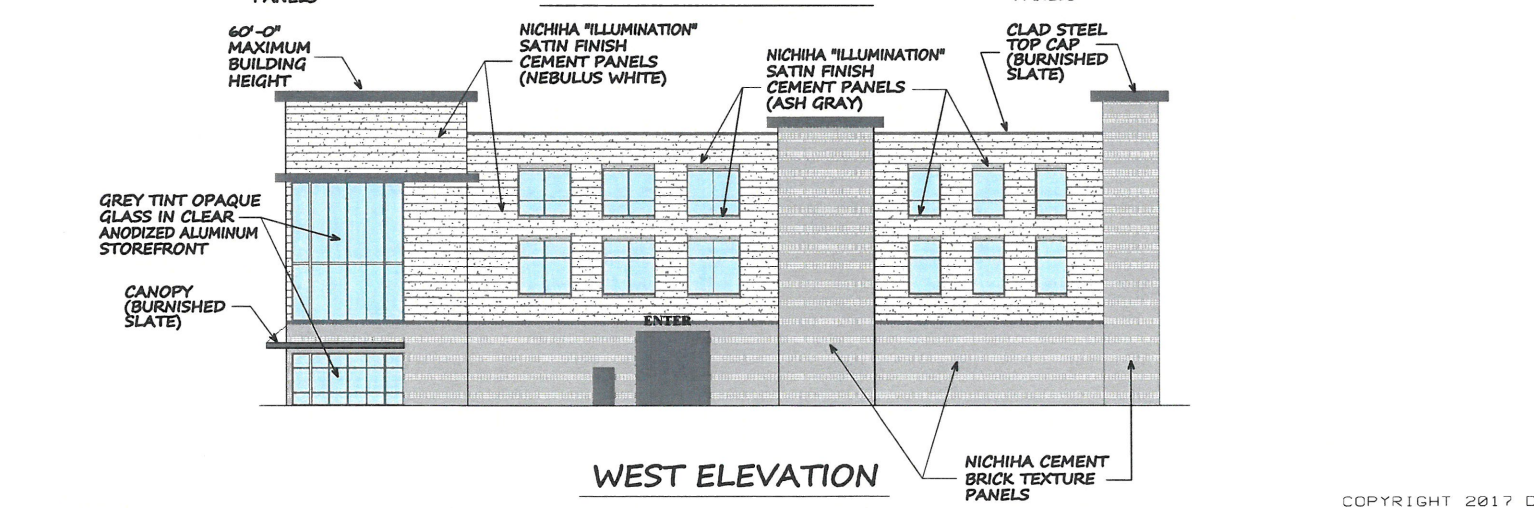 PANELS
60'-0"
MAXIMUM
BUILDING
HEIGHT
NICHIHA "ILLUMINATION"
SATIN FINISH
CEMENT PANELS
(NEBULUS WHITE)
NICHIHA "ILLUMINATION"
SATIN FINISH
CEMENT PANELS
(ASH GRAY)
CLAD STEEL
TOP CAP
(BURNISHED
SLATE)
GREY TINT OPAQUE
GLASS IN CLEAR
ANODIZED ALUMINUM
STOREFRONT
CANOPY
(BURNISHED
SLATE)
ENTER
WEST ELEVATION
NICHIHA CEMENT
BRICK TEXTURE
PANELS
COPYRIGHT 2017